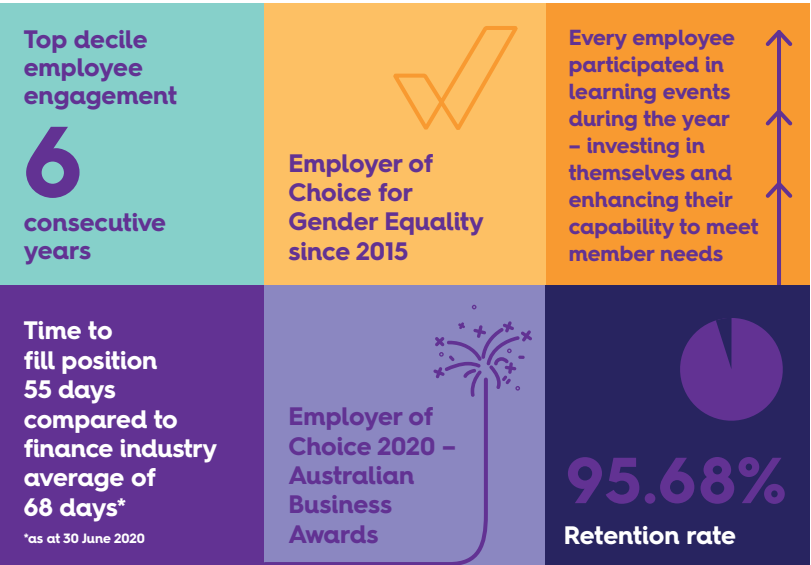 Top decile
employee
engagement
6
consecutive
years
Employer of
Choice for
Gender Equality
since 2015
Every employee
participated in
learning events
during the year
– investing in
themselves and
enhancing their
capability to meet
member needs
Time to
fill position
55 days
compared to
finance industry
average of
68 days*
*as at 30 June 2020
Employer of
Choice 2020 –
Australian
Business
Awards
95.68%
Retention rate